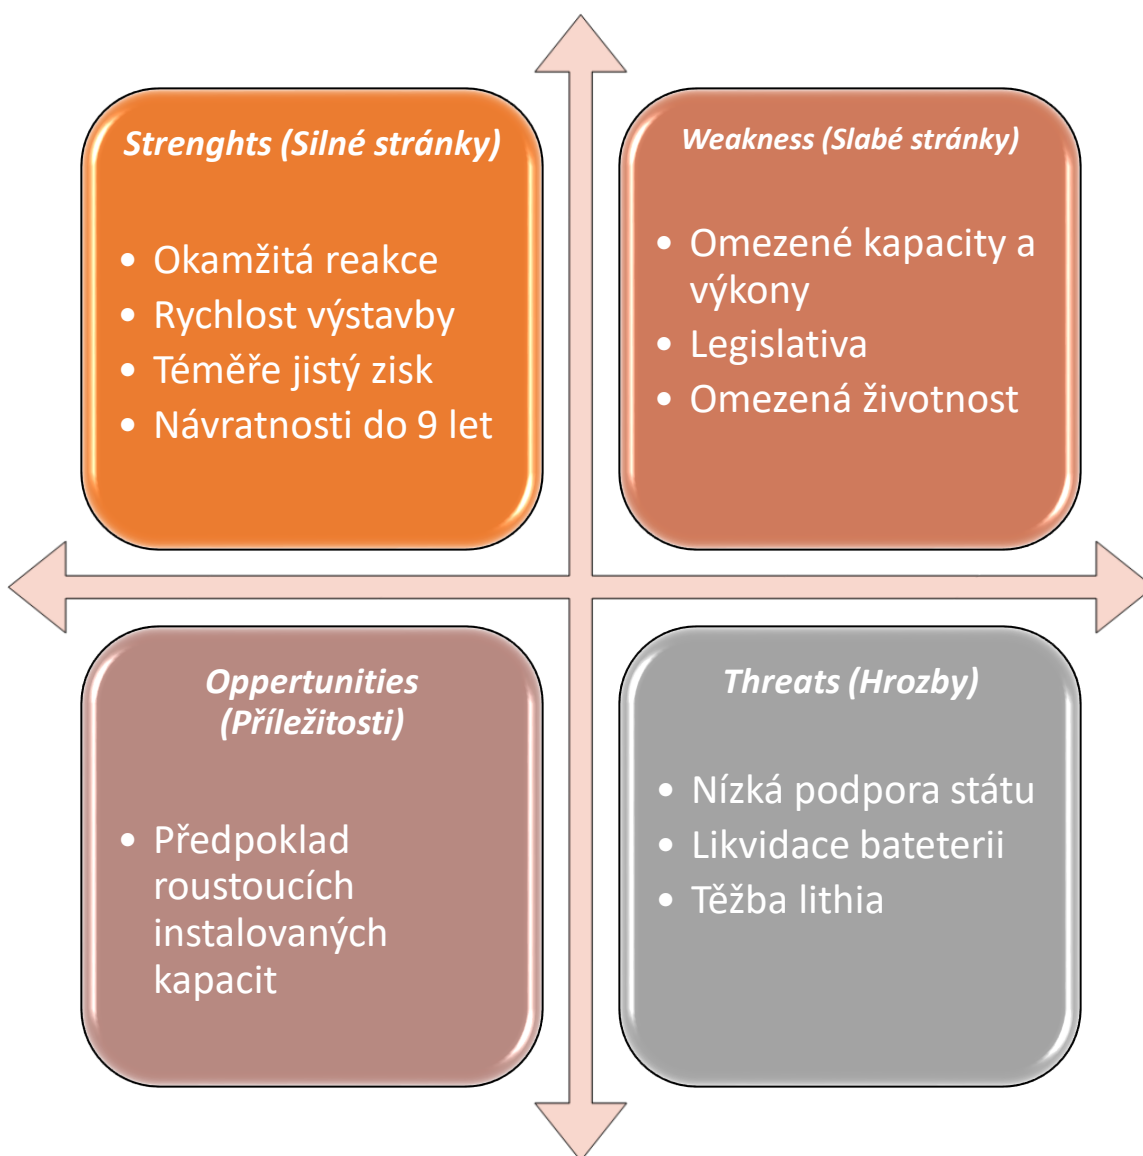 Strenghts (Silné stránky)
• Okamžitá reakce
• Rychlost výstavby
• Téměře jistý zisk
• Návratnosti do 9 let
Weakness (Slabé stránky)
• Omezené kapacity a
výkony
• Legislativa
• Omezená životnost
Oppertunities
(Příležitosti)
• Předpoklad
roustoucích
instalovaných
kapacit
Threats (Hrozby)
• Nízká podpora státu
• Likvidace bateterii
• Těžba lithia